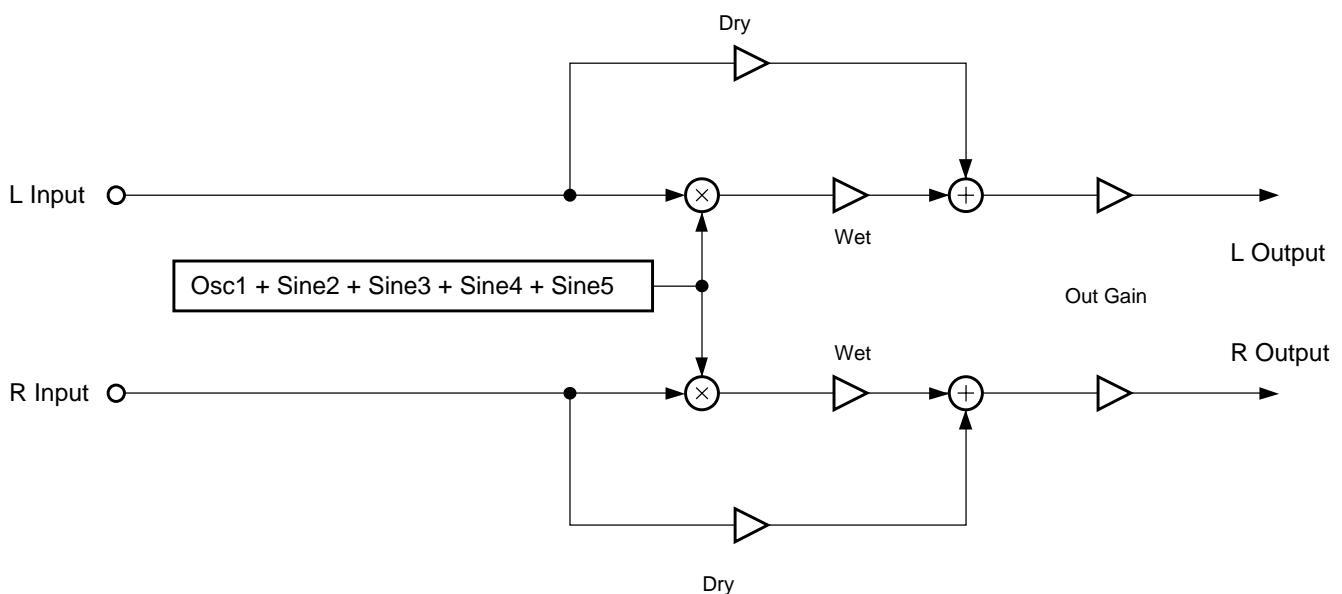 Dry
L Input
Wet
L Output
Osc1 + Sine2 + Sine3 + Sine4 + Sine5
Out Gain
Wet
R Output
R Input
Dry